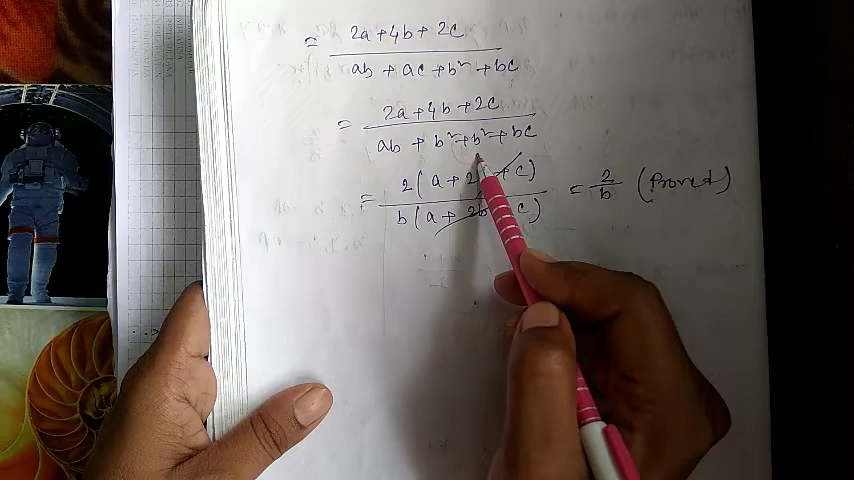 = 2a + 4b + 2c / ab + ac + b² + bc
= 2a + 4b + 2c / ab + b² + b² + bc
= 2(a + 2b + c) / b(a + 2b + c) = 2/b (Proved)